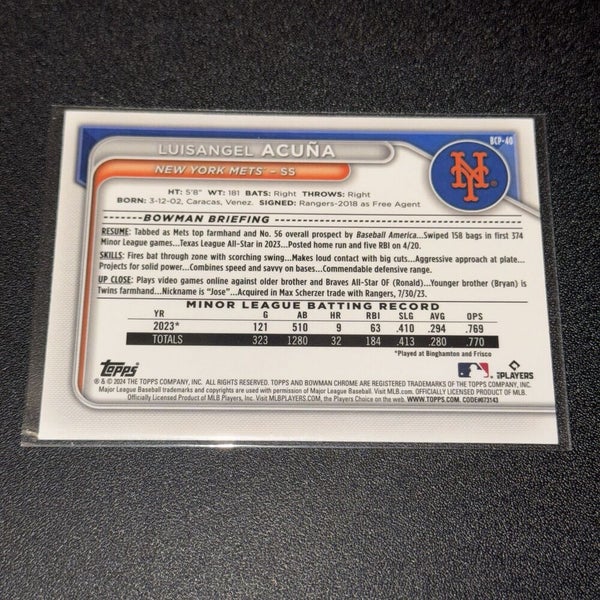 LUISANGEL ACUÑA
BCP-40
NEW YORK METS™ - SS
NY
HT: 5'8" WT: 181 BATS: Right THROWS: Right
BORN: 3-12-02, Caracas, Venez. SIGNED: Rangers-2018 as Free Agent
BOWMAN BRIEFING
RESUME: Tabbed as Mets top farmhand and No. 56 overall prospect by Baseball America...Swiped 158 bags in first 374
Minor League games...Texas League All-Star in 2023...Posted home run and five RBI on 4/20.
SKILLS: Fires bat through zone with scorching swing...Makes loud contact with big cuts...Aggressive approach at plate...
Projects for solid power...Combines speed and savvy on bases...Commendable defensive range.
UP CLOSE: Plays video games online against older brother and Braves All-Star OF (Ronald)...Younger brother (Bryan) is
Twins farmhand...Nickname is "Jose"...Acquired in Max Scherzer trade with Rangers, 7/30/23.
MINOR LEAGUE BATTING RECORD
YR G AB HR RBI SLG AVG OPS
2023* 121 510 9 63 .410 .294 .769
TOTALS 323 1280 32 184 .413 .280 .770
*Played at Binghamton and Frisco
Topps
PLAYERS
® & © 2024 THE TOPPS COMPANY, INC. ALL RIGHTS RESERVED. TOPPS AND BOWMAN CHROME ARE REGISTERED TRADEMARKS OF THE TOPPS COMPANY, INC.
Major League Baseball trademarks and copyrights are used with permission of Major League Baseball. Visit MLB.com. OFFICIALLY LICENSED PRODUCT OF MLB.
Officially Licensed Product of MLB Players, Inc. Visit MLBPLAYERS.COM, the Players Choice on the web. WWW.TOPPS.COM. CODE#073143